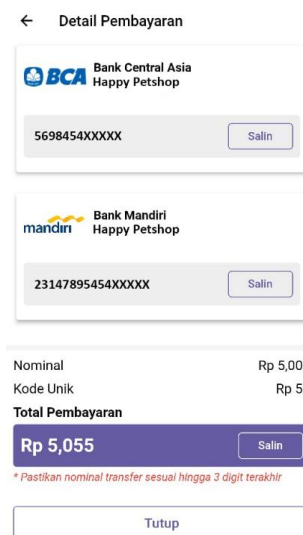 Detail Pembayaran
BCA
Bank Central Asia
Happy Petshop
5698454XXXXX
Salin
mandiri
Bank Mandiri
Happy Petshop
23147895454XXXXX
Salin
Nominal Rp 5,00
Kode Unik Rp 5
Total Pembayaran
Rp 5,055
Salin
* Pastikan nominal transfer sesuai hingga 3 digit terakhir
Tutup